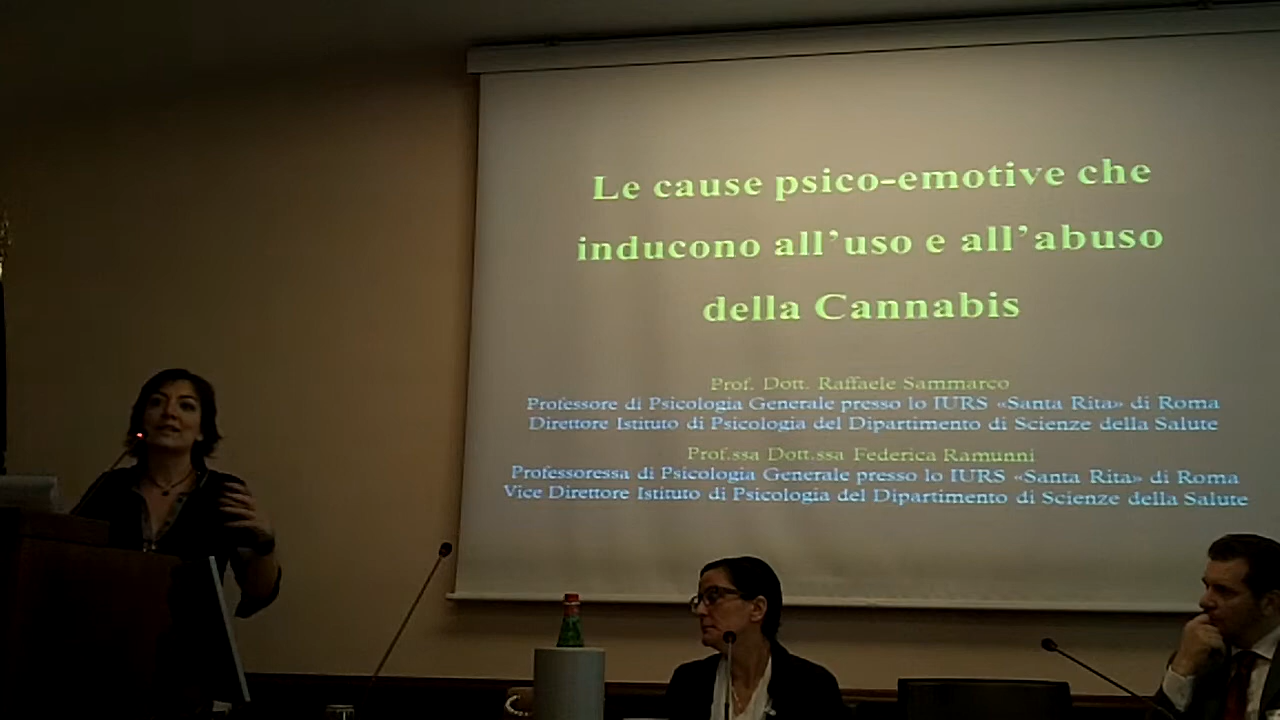 Le cause psico-emotive che
inducono all’uso e all’abuso
della Cannabis
Prof. Dott. Raffaele Sammarco
Professore di Psicologia Generale presso lo IURS «Santa Rita» di Roma
Direttore Istituto di Psicologia del Dipartimento di Scienze della Salute
Prof.ssa Dott.ssa Federica Ramunni
Professoressa di Psicologia Generale presso lo IURS «Santa Rita» di Roma
Vice Direttore Istituto di Psicologia del Dipartimento di Scienze della Salute